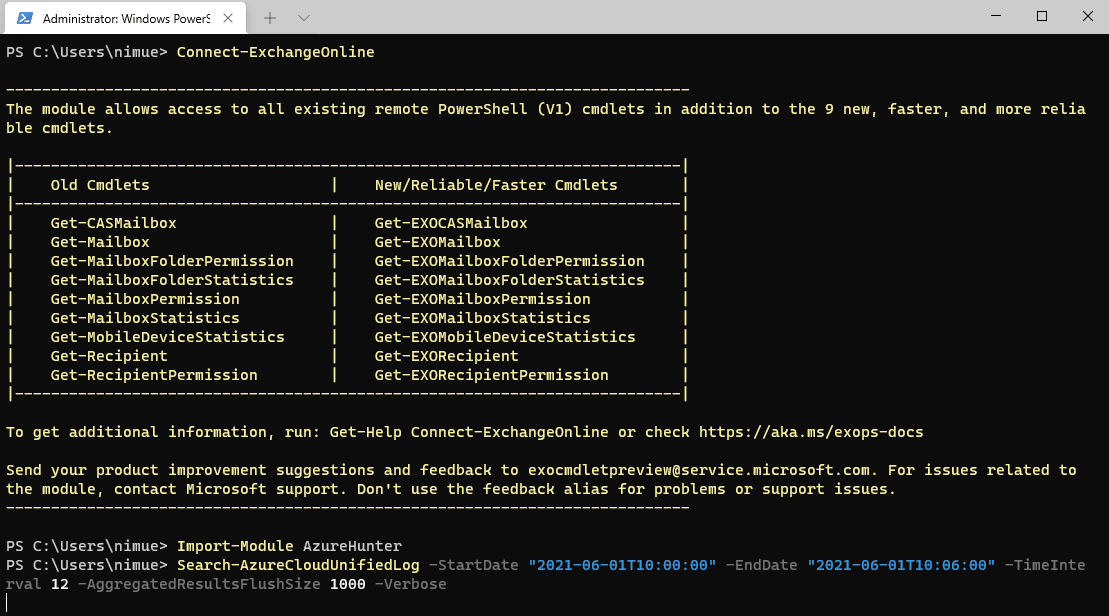 Administrator: Windows PowerS
PS C:\Users\nimue> Connect-ExchangeOnline
----------------------------------------------------------------------------
The module allows access to all existing remote PowerShell (V1) cmdlets in addition to the 9 new, faster, and more relia
ble cmdlets.
|--------------------------------------------------------------------------|
|    Old Cmdlets                    |    New/Reliable/Faster Cmdlets       |
|--------------------------------------------------------------------------|
|    Get-CASMailbox                 |    Get-EXOCASMailbox                 |
|    Get-Mailbox                    |    Get-EXOMailbox                    |
|    Get-MailboxFolderPermission    |    Get-EXOMailboxFolderPermission    |
|    Get-MailboxFolderStatistics    |    Get-EXOMailboxFolderStatistics    |
|    Get-MailboxPermission          |    Get-EXOMailboxPermission          |
|    Get-MailboxStatistics          |    Get-EXOMailboxStatistics          |
|    Get-MobileDeviceStatistics     |    Get-EXOMobileDeviceStatistics     |
|    Get-Recipient                  |    Get-EXORecipient                  |
|    Get-RecipientPermission        |    Get-EXORecipientPermission        |
|--------------------------------------------------------------------------|
To get additional information, run: Get-Help Connect-ExchangeOnline or check https://aka.ms/exops-docs
Send your product improvement suggestions and feedback to exocmdletpreview@service.microsoft.com. For issues related to
the module, contact Microsoft support. Don't use the feedback alias for problems or support issues.
----------------------------------------------------------------------------
PS C:\Users\nimue> Import-Module AzureHunter
PS C:\Users\nimue> Search-AzureCloudUnifiedLog -StartDate "2021-06-01T10:00:00" -EndDate "2021-06-01T10:06:00" -TimeInte
rval 12 -AggregatedResultsFlushSize 1000 -Verbose